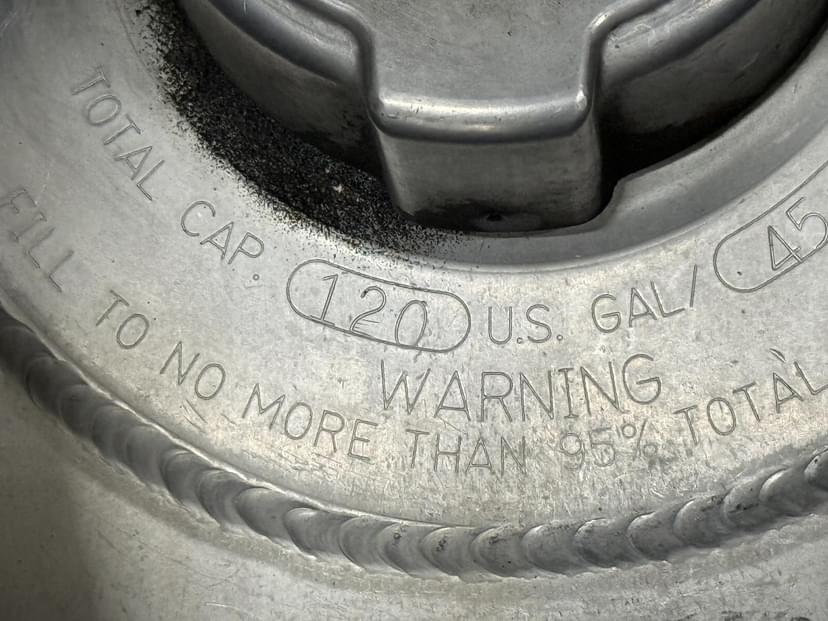 TOTAL CAP. 120 U.S. GAL/ 45
WARNING
FILL TO NO MORE THAN 95% TOTAL